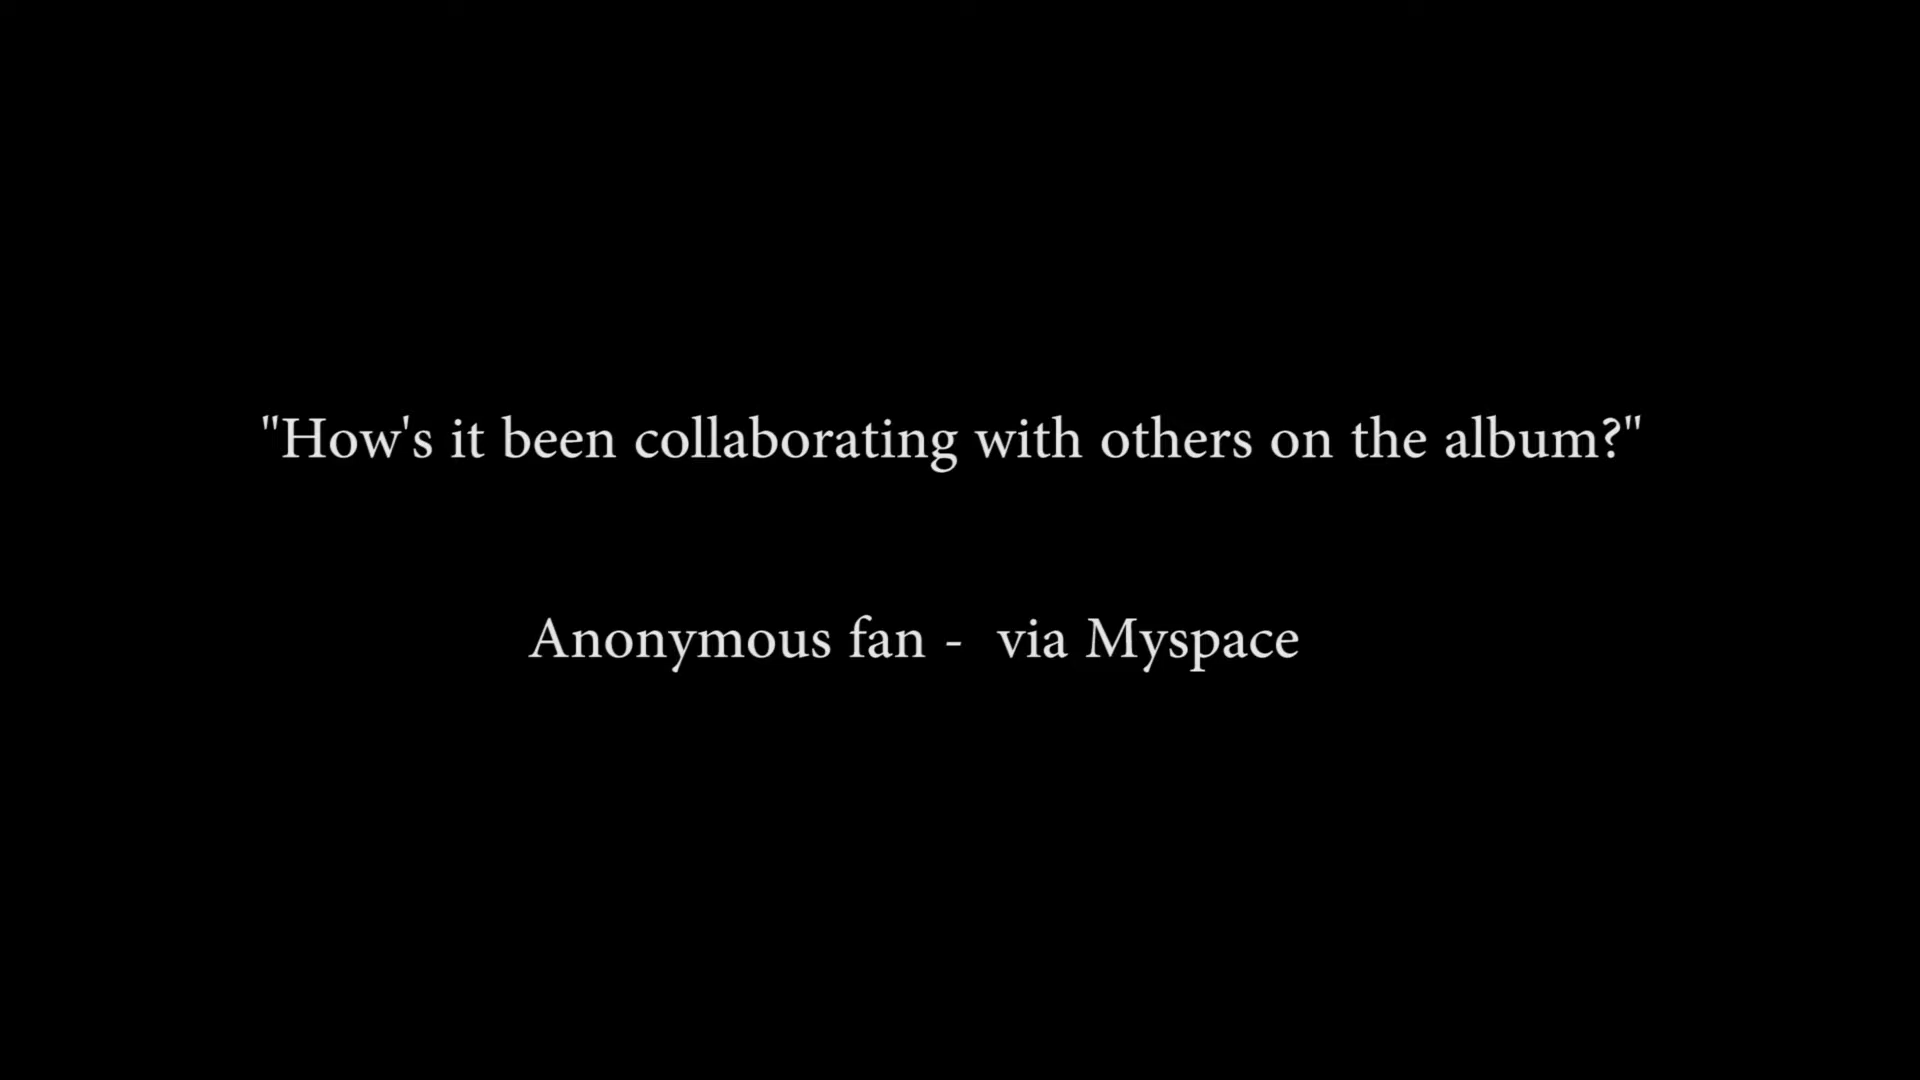 "How's it been collaborating with others on the album?"
Anonymous fan -  via Myspace